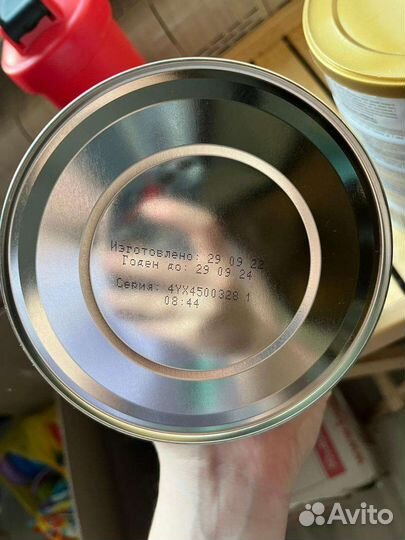 Изготовлено: 29 09 22
Годен до: 29 09 24
Серия: 4YX4500328 1
08:44
Avito